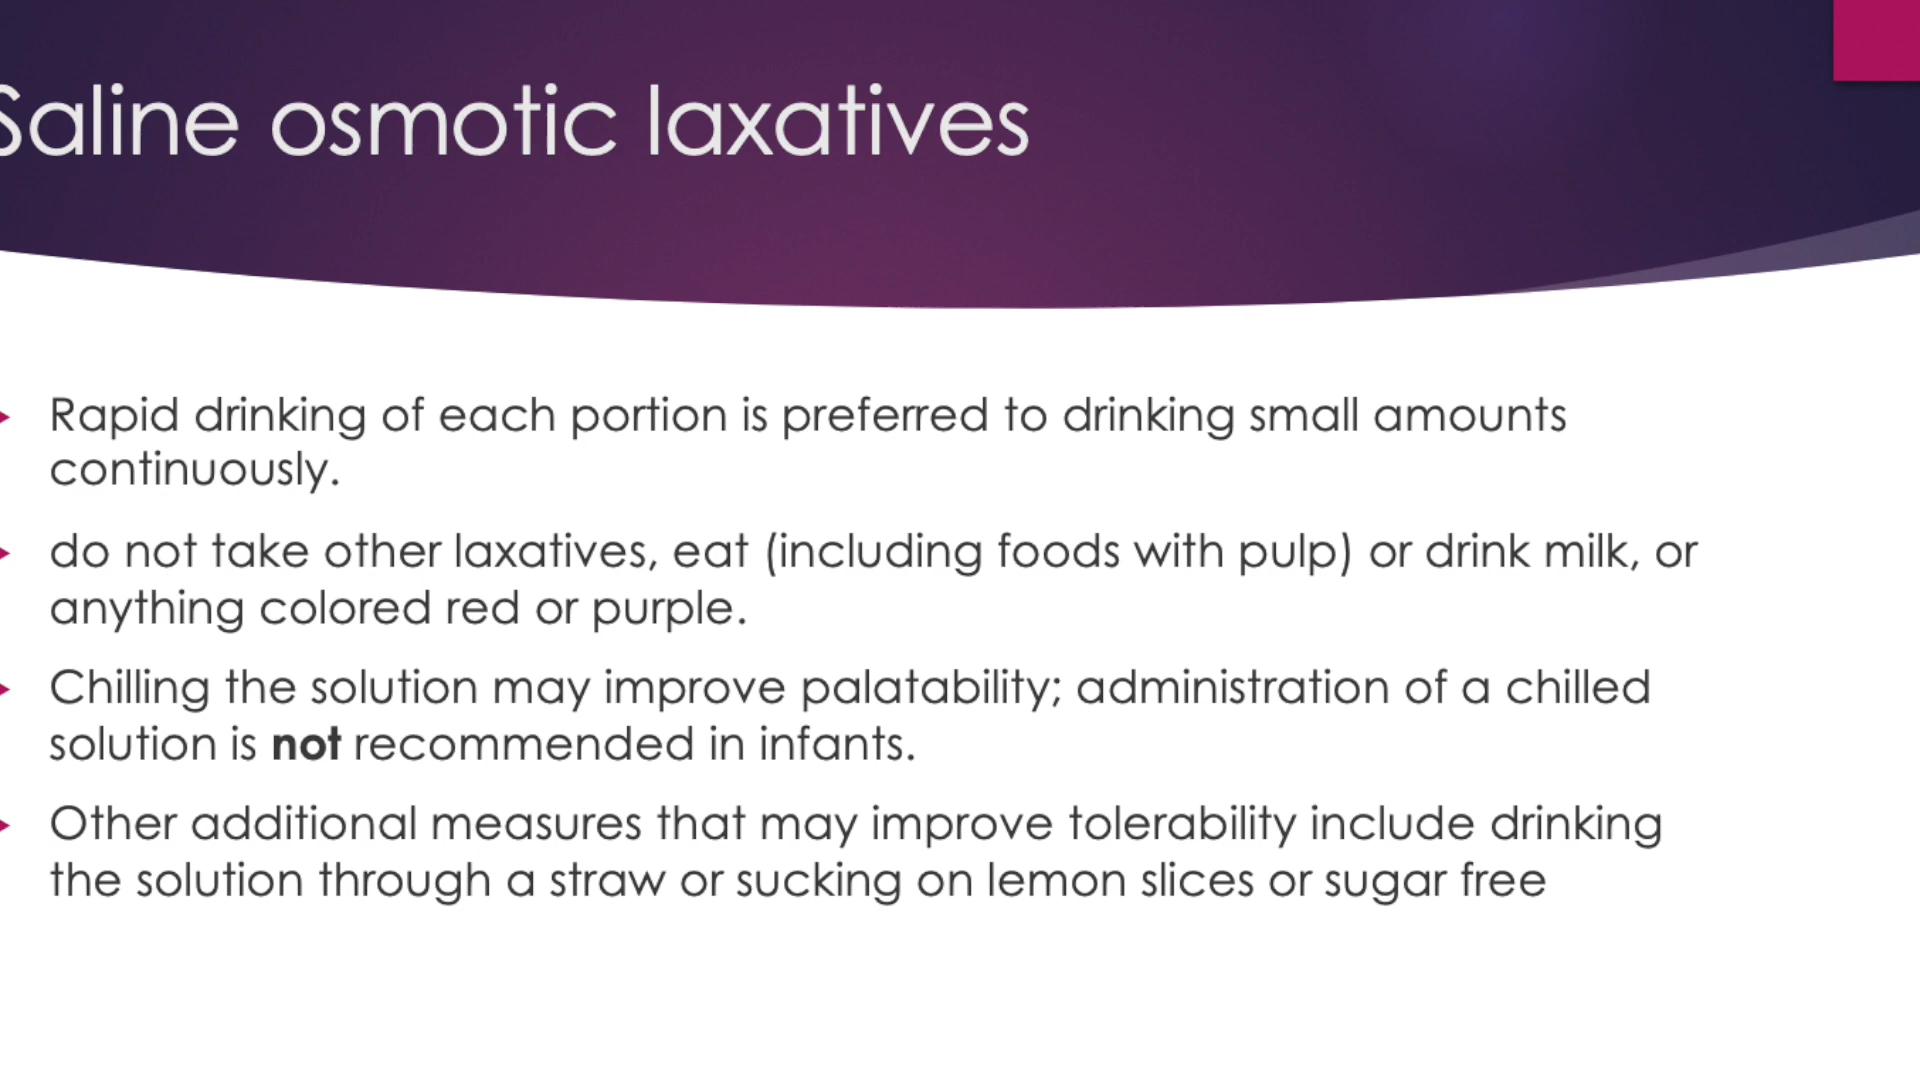 Saline osmotic laxatives
Rapid drinking of each portion is preferred to drinking small amounts
continuously.
do not take other laxatives, eat (including foods with pulp) or drink milk, or
anything colored red or purple.
Chilling the solution may improve palatability; administration of a chilled
solution is not recommended in infants.
Other additional measures that may improve tolerability include drinking
the solution through a straw or sucking on lemon slices or sugar free